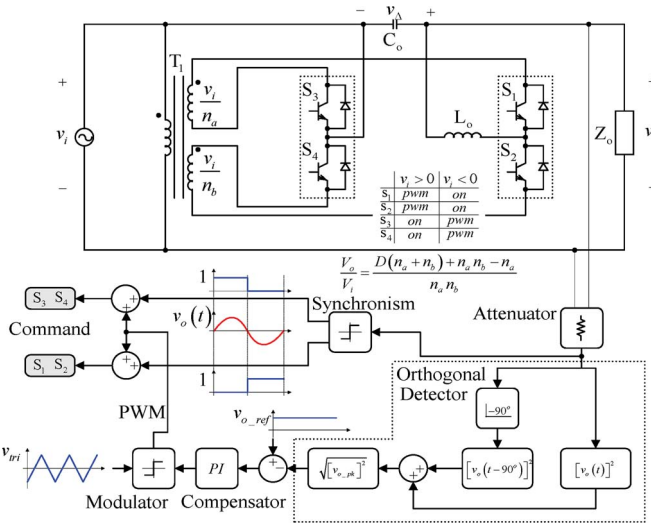 − v_Δ +
C_o
T_1
+
v_i
−
v_i / n_a
v_i / n_b
S_3
S_4
S_1
S_2
L_o
Z_o
v
v_i > 0 v_i < 0
S_1 pwm on
S_2 pwm on
S_3 on pwm
S_4 on pwm
V_o / V_i = D(n_a + n_b) + n_a n_b − n_a / n_a n_b
S_3 S_4
Command
S_1 S_2
+ +
+ +
1
v_o(t)
1
Synchronism
Attenuator
Orthogonal
Detector
|−90°
PWM
v_o_ref
v_tri
Modulator
PI
Compensator
+ −
√[v_o_pk]²
+ +
[v_o(t−90°)]²
[v_o(t)]²